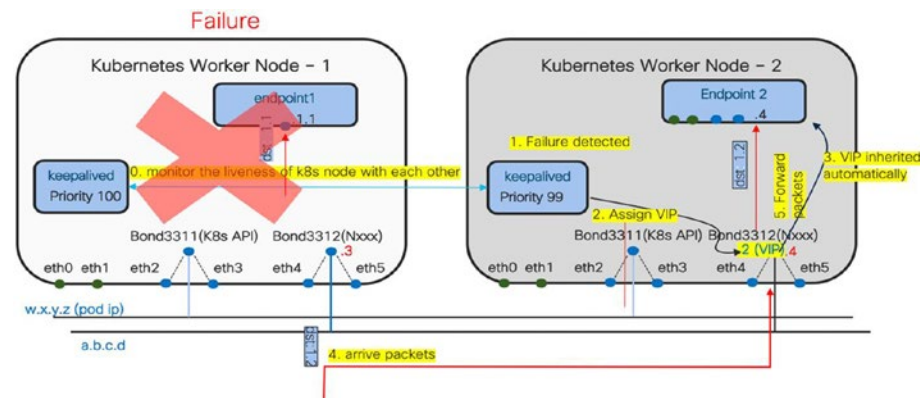 Failure
Kubernetes Worker Node - 1
endpoint1
.1.1
dst. 1.1
0. monitor the liveness of k8s node with each other
keepalived
Priority 100
Bond3311(K8s API)
Bond3312(Nxxx)
.3
eth0
eth1
eth2
eth3
eth4
eth5
Kubernetes Worker Node - 2
Endpoint 2
.4
1. Failure detected
dst. 1.2
3. VIP inherited
automatically
keepalived
Priority 99
2. Assign VIP
5. Forward
packets
Bond3311(K8s API)
Bond3312(Nxxx)
2 (VIP)
.4
eth0
eth1
eth2
eth3
eth4
eth5
w.x.y.z (pod ip)
a.b.c.d
dst. 1.2
4. arrive packets